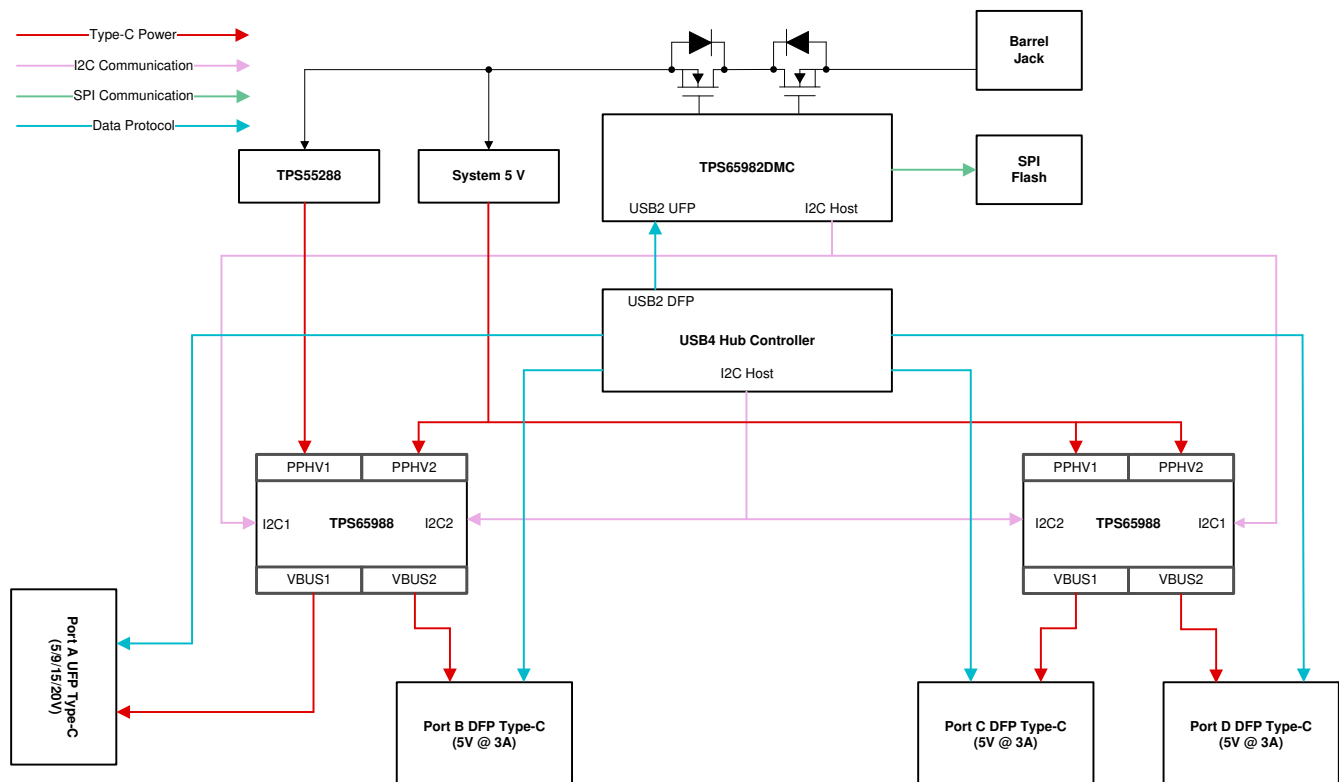 Type-C Power
I2C Communication
SPI Communication
Data Protocol
Barrel
Jack
TPS55288
System 5 V
TPS65982DMC
USB2 UFP
I2C Host
SPI
Flash
USB2 DFP
USB4 Hub Controller
I2C Host
PPHV1
PPHV2
I2C1
TPS65988
I2C2
VBUS1
VBUS2
PPHV1
PPHV2
I2C2
TPS65988
I2C1
VBUS1
VBUS2
Port A UFP Type-C
(5/9/15/20V)
Port B DFP Type-C
(5V @ 3A)
Port C DFP Type-C
(5V @ 3A)
Port D DFP Type-C
(5V @ 3A)